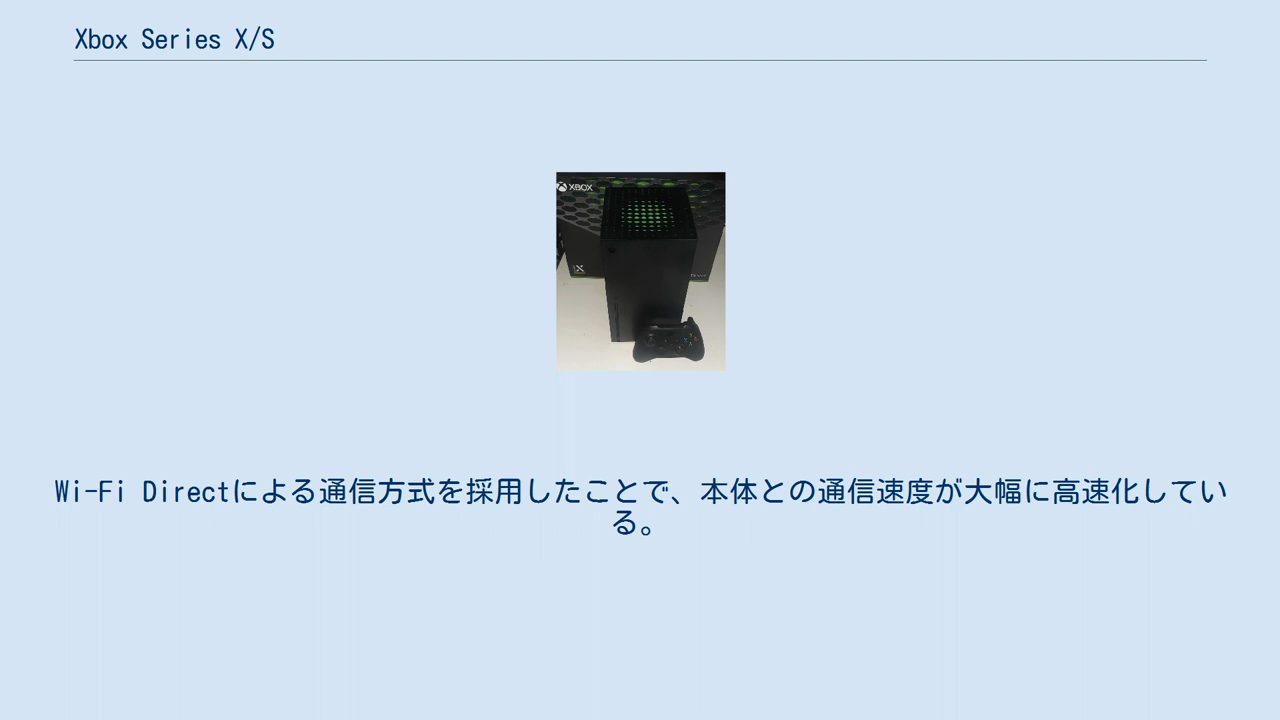 Xbox Series X/S
XBOX
X
Wi-Fi Directによる通信方式を採用したことで、本体との通信速度が大幅に高速化してい
る。